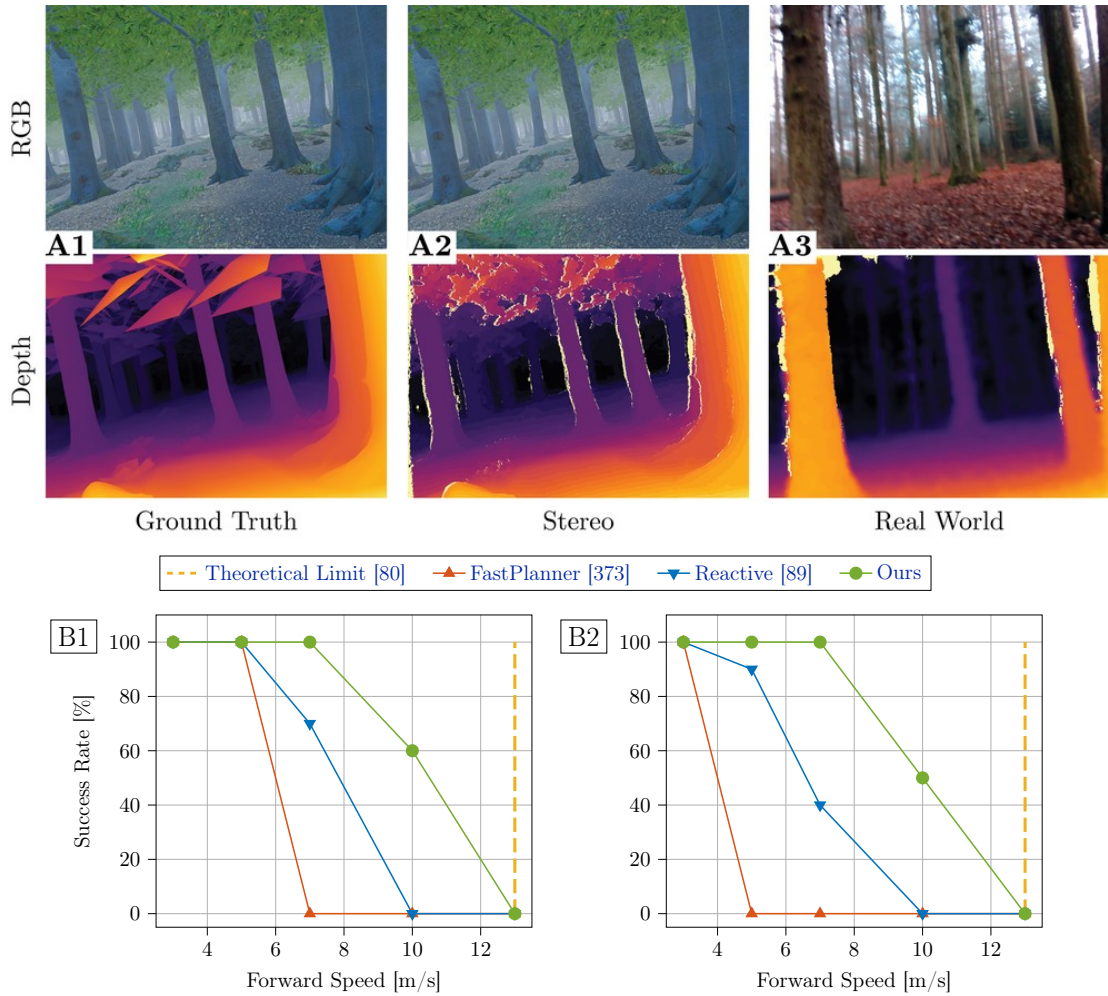 RGB
A1
A2
A3
Depth
Ground Truth
Stereo
Real World
Theoretical Limit [80]
FastPlanner [373]
Reactive [89]
Ours
B1
100
80
60
40
20
0
Success Rate [%]
4
6
8
10
12
Forward Speed [m/s]
B2
100
80
60
40
20
0
4
6
8
10
12
Forward Speed [m/s]